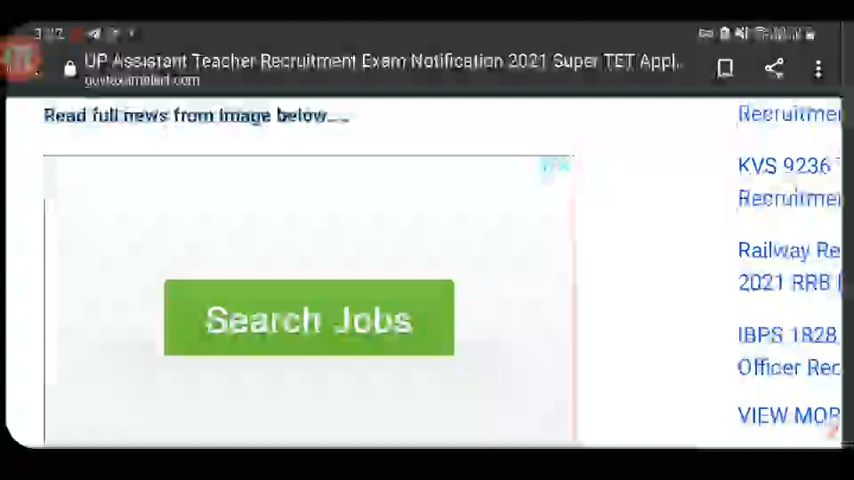 UP Assistant Teacher Recruitment Exam Notification 2021 Super TET Appl..
Read full news from image below.....
Search Jobs
Recruitmen
KVS 9236
Recruitmen
Railway Re
2021 RRB
IBPS 1828
Officer Rec
VIEW MOR